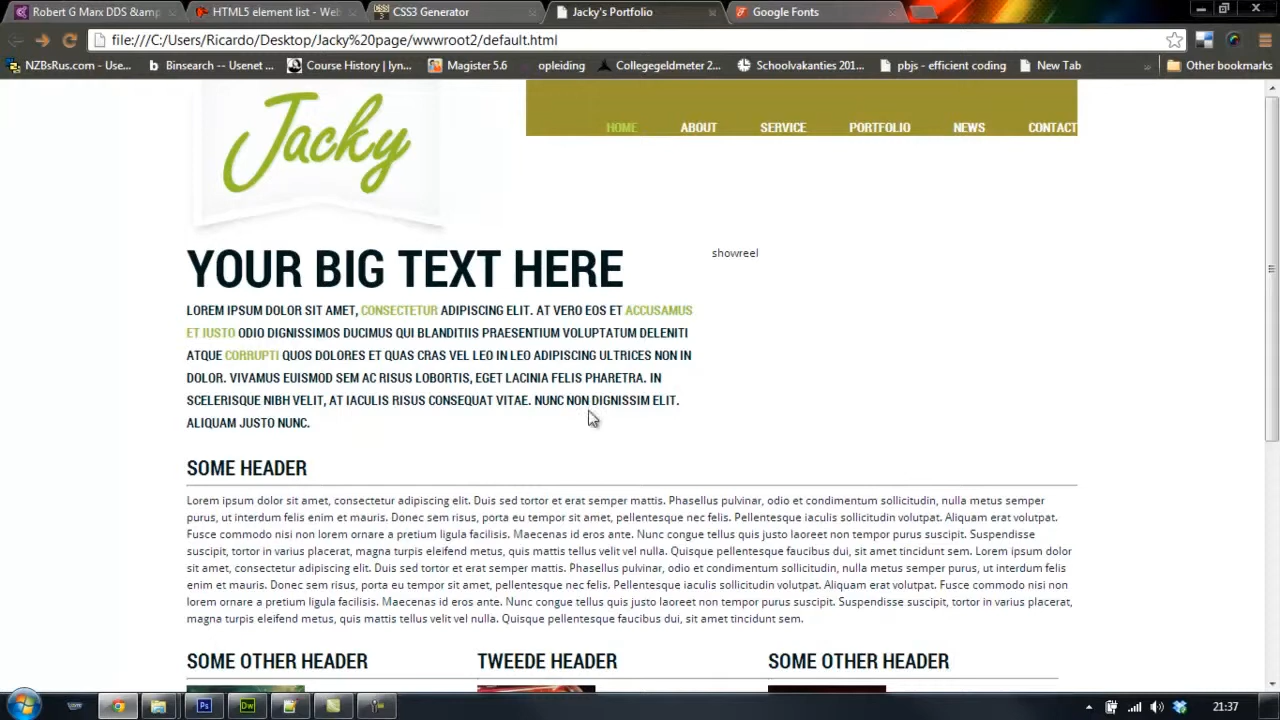 Robert G Marx DDS &amp
HTML5 element list - Web
CSS3 Generator
Jacky's Portfolio
Google Fonts
file:///C:/Users/Ricardo/Desktop/Jacky%20page/wwwroot2/default.html
NZBsRus.com - Use...
Binsearch -- Usenet ...
Course History | lyn...
Magister 5.6
opleiding
Collegegeldmeter 2...
Schoolvakanties 201...
pbjs - efficient coding
New Tab
»
Other bookmarks
Jacky
HOME
ABOUT
SERVICE
PORTFOLIO
NEWS
CONTACT
YOUR BIG TEXT HERE
showreel
LOREM IPSUM DOLOR SIT AMET, CONSECTETUR ADIPISCING ELIT. AT VERO EOS ET ACCUSAMUS
ET IUSTO ODIO DIGNISSIMOS DUCIMUS QUI BLANDITIIS PRAESENTIUM VOLUPTATUM DELENITI
ATQUE CORRUPTI QUOS DOLORES ET QUAS CRAS VEL LEO IN LEO ADIPISCING ULTRICES NON IN
DOLOR. VIVAMUS EUISMOD SEM AC RISUS LOBORTIS, EGET LACINIA FELIS PHARETRA. IN
SCELERISQUE NIBH VELIT, AT IACULIS RISUS CONSEQUAT VITAE. NUNC NON DIGNISSIM ELIT.
ALIQUAM JUSTO NUNC.
SOME HEADER
Lorem ipsum dolor sit amet, consectetur adipiscing elit. Duis sed tortor et erat semper mattis. Phasellus pulvinar, odio et condimentum sollicitudin, nulla metus semper
purus, ut interdum felis enim et mauris. Donec sem risus, porta eu tempor sit amet, pellentesque nec felis. Pellentesque iaculis sollicitudin volutpat. Aliquam erat volutpat.
Fusce commodo nisi non lorem ornare a pretium ligula facilisis. Maecenas id eros ante. Nunc congue tellus quis justo laoreet non tempor purus suscipit. Suspendisse
suscipit, tortor in varius placerat, magna turpis eleifend metus, quis mattis tellus vel nulla. Quisque pellentesque faucibus dui, sit amet tincidunt sem. Lorem ipsum dolor
sit amet, consectetur adipiscing elit. Duis sed tortor et erat semper mattis. Phasellus pulvinar, odio et condimentum sollicitudin, nulla metus semper purus, ut interdum felis
enim et mauris. Donec sem risus, porta eu tempor sit amet, pellentesque nec felis. Pellentesque iaculis sollicitudin volutpat. Aliquam erat volutpat. Fusce commodo nisi non
lorem ornare a pretium ligula facilisis. Maecenas id eros ante. Nunc congue tellus quis justo laoreet non tempor purus suscipit. Suspendisse suscipit, tortor in varius placerat,
magna turpis eleifend metus, quis mattis tellus vel nulla. Quisque pellentesque faucibus dui, sit amet tincidunt sem.
SOME OTHER HEADER
TWEEDE HEADER
SOME OTHER HEADER
Ps
Dw
21:37